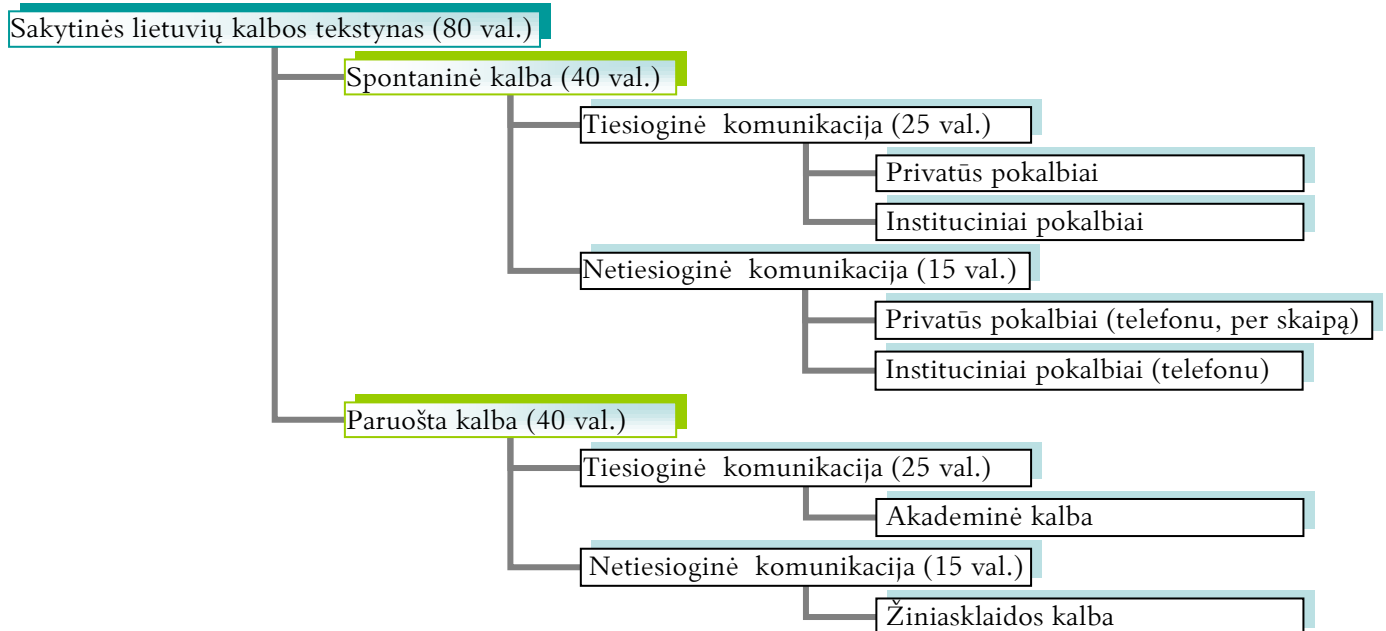 Sakytinės lietuvių kalbos tekstynas (80 val.)
Spontaninė kalba (40 val.)
Tiesioginė komunikacija (25 val.)
Privatūs pokalbiai
Instituciniai pokalbiai
Netiesioginė komunikacija (15 val.)
Privatūs pokalbiai (telefonu, per skaipą)
Instituciniai pokalbiai (telefonu)
Paruošta kalba (40 val.)
Tiesioginė komunikacija (25 val.)
Akademinė kalba
Netiesioginė komunikacija (15 val.)
Žiniasklaidos kalba